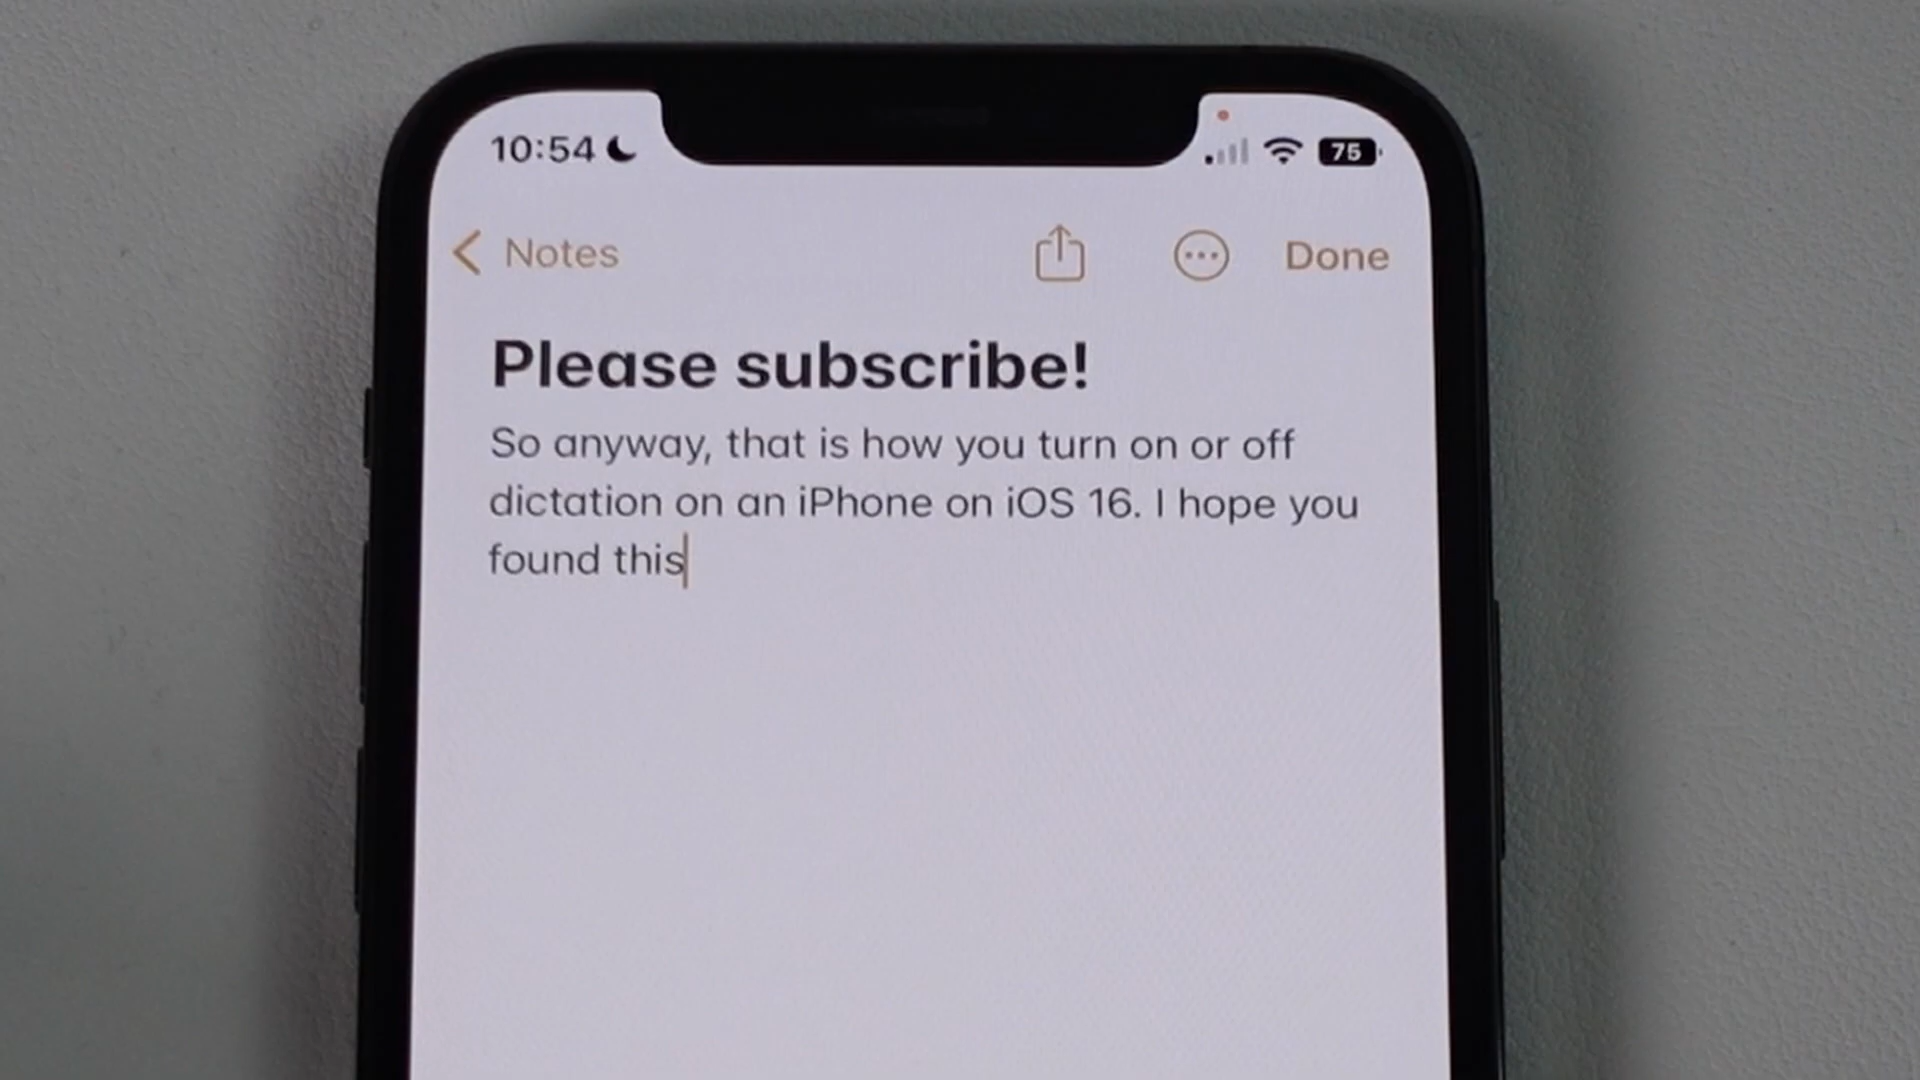 10:54
75
Notes
Done
Please subscribe!
So anyway, that is how you turn on or off
dictation on an iPhone on iOS 16. I hope you
found this